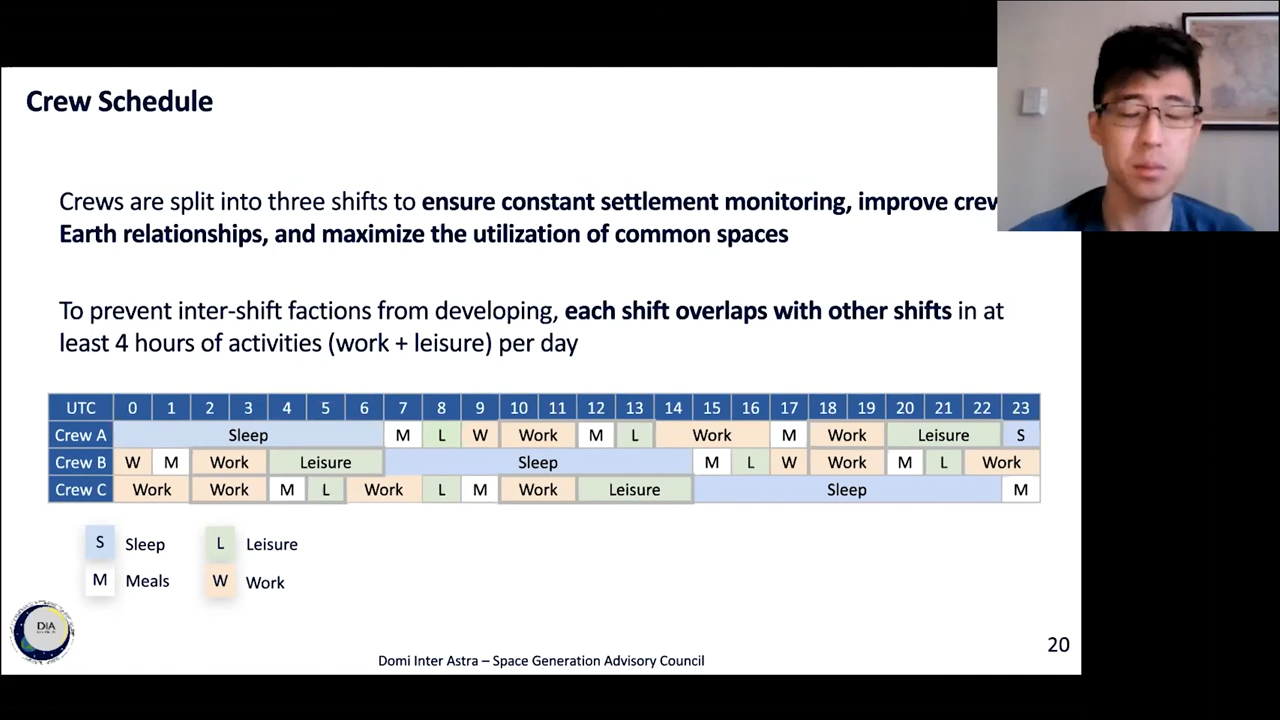 Crew Schedule
Crews are split into three shifts to ensure constant settlement monitoring, improve crew
Earth relationships, and maximize the utilization of common spaces
To prevent inter-shift factions from developing, each shift overlaps with other shifts in at
least 4 hours of activities (work + leisure) per day
UTC 0 1 2 3 4 5 6 7 8 9 10 11 12 13 14 15 16 17 18 19 20 21 22 23
Crew A Sleep M L W Work M L Work M Work Leisure S
Crew B W M Work Leisure Sleep M L W Work M L Work
Crew C Work Work M L Work L M Work Leisure Sleep M
S Sleep L Leisure
M Meals W Work
DIA
20
Domi Inter Astra – Space Generation Advisory Council